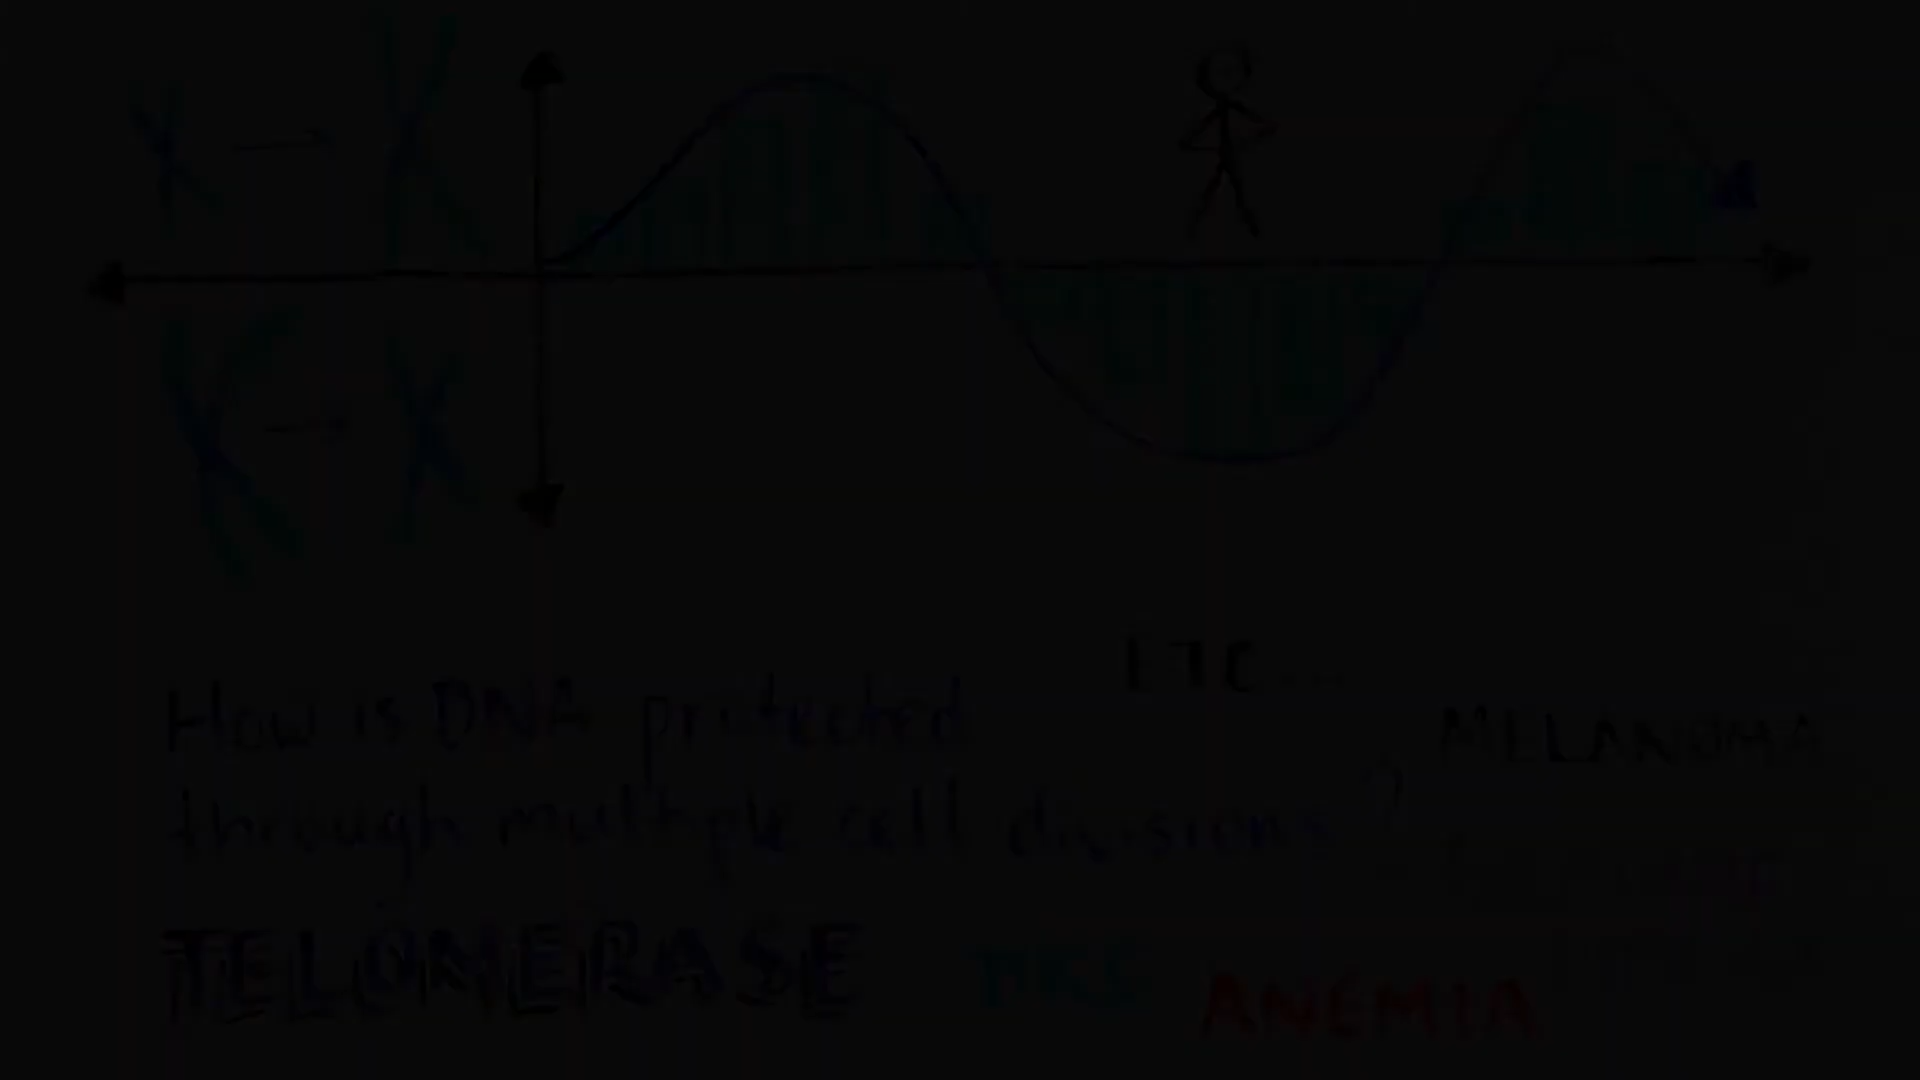 ETC...
How is DNA protected
MELANOMA
through multiple cell divisions?
TELOMERASE
ANEMIA